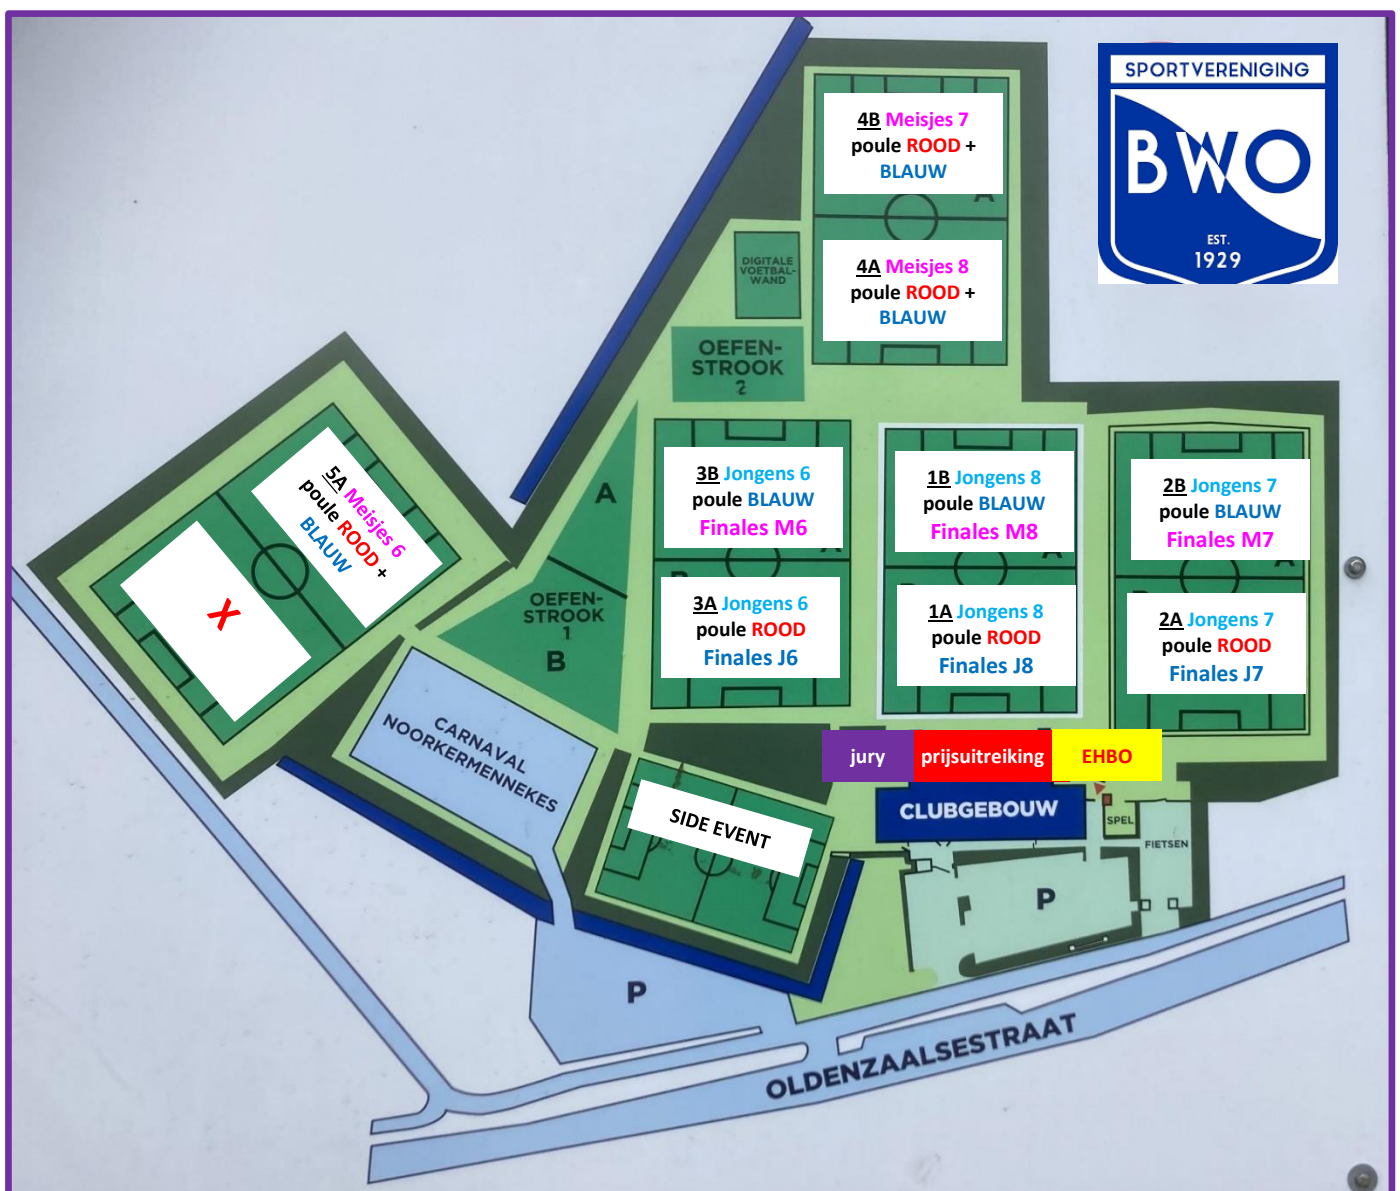 SPORTVERENIGING
BWO
EST.
1929
4B Meisjes 7
poule ROOD +
BLAUW
A
4A Meisjes 8
poule ROOD +
BLAUW
DIGITALE
VOETBAL-
WAND
OEFEN-
STROOK
2
5A Meisjes 6
poule ROOD +
BLAUW
X
A
OEFEN-
STROOK
1
B
3B Jongens 6
poule BLAUW
Finales M6
3A Jongens 6
poule ROOD
Finales J6
1B Jongens 8
poule BLAUW
Finales M8
A
1A Jongens 8
poule ROOD
Finales J8
2B Jongens 7
poule BLAUW
Finales M7
2A Jongens 7
poule ROOD
Finales J7
CARNAVAL
NOORKERMENNEKES
SIDE EVENT
jury prijsuitreiking EHBO
CLUBGEBOUW
SPEL
FIETSEN
P
P
OLDENZAALSESTRAAT